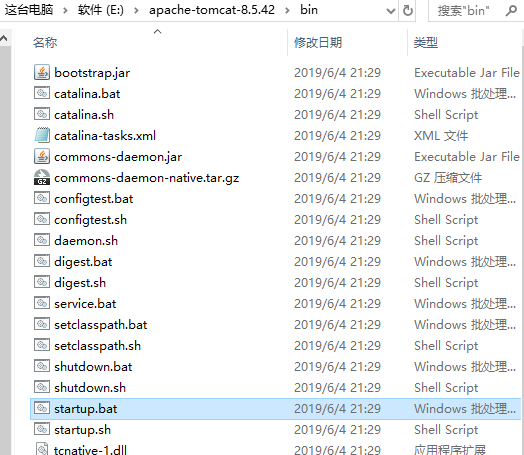 这台电脑 › 软件 (E:) › apache-tomcat-8.5.42 › bin 搜索"bin"
名称 修改日期 类型
bootstrap.jar 2019/6/4 21:29 Executable Jar File
catalina.bat 2019/6/4 21:29 Windows 批处理...
catalina.sh 2019/6/4 21:29 Shell Script
catalina-tasks.xml 2019/6/4 21:29 XML 文件
commons-daemon.jar 2019/6/4 21:29 Executable Jar File
GZ commons-daemon-native.tar.gz 2019/6/4 21:29 GZ 压缩文件
configtest.bat 2019/6/4 21:29 Windows 批处理...
configtest.sh 2019/6/4 21:29 Shell Script
daemon.sh 2019/6/4 21:29 Shell Script
digest.bat 2019/6/4 21:29 Windows 批处理...
digest.sh 2019/6/4 21:29 Shell Script
service.bat 2019/6/4 21:29 Windows 批处理...
setclasspath.bat 2019/6/4 21:29 Windows 批处理...
setclasspath.sh 2019/6/4 21:29 Shell Script
shutdown.bat 2019/6/4 21:29 Windows 批处理...
shutdown.sh 2019/6/4 21:29 Shell Script
startup.bat 2019/6/4 21:29 Windows 批处理...
startup.sh 2019/6/4 21:29 Shell Script
tcnative-1.dll 2019/6/4 21:29 应用程序扩展